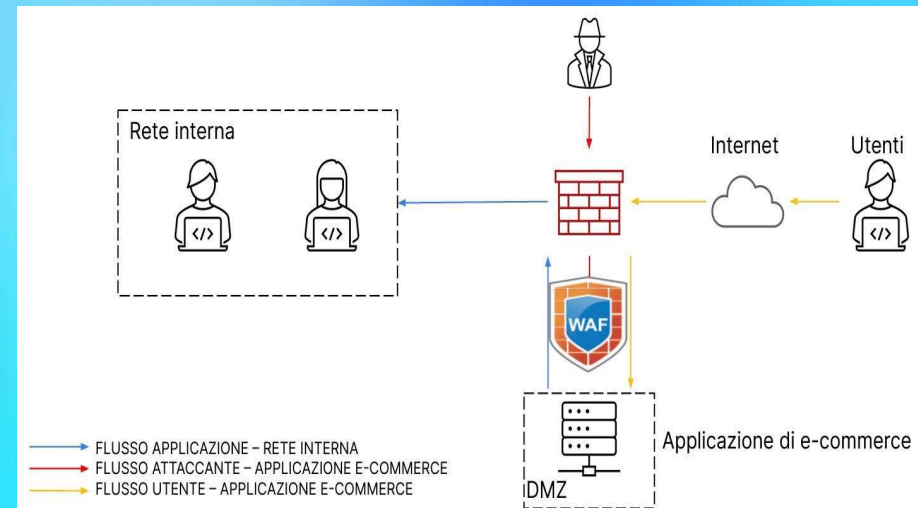 Rete interna
Internet
Utenti
</>
</>
</>
WAF
Applicazione di e-commerce
DMZ
FLUSSO APPLICAZIONE – RETE INTERNA
FLUSSO ATTACCANTE – APPLICAZIONE E-COMMERCE
FLUSSO UTENTE – APPLICAZIONE E-COMMERCE